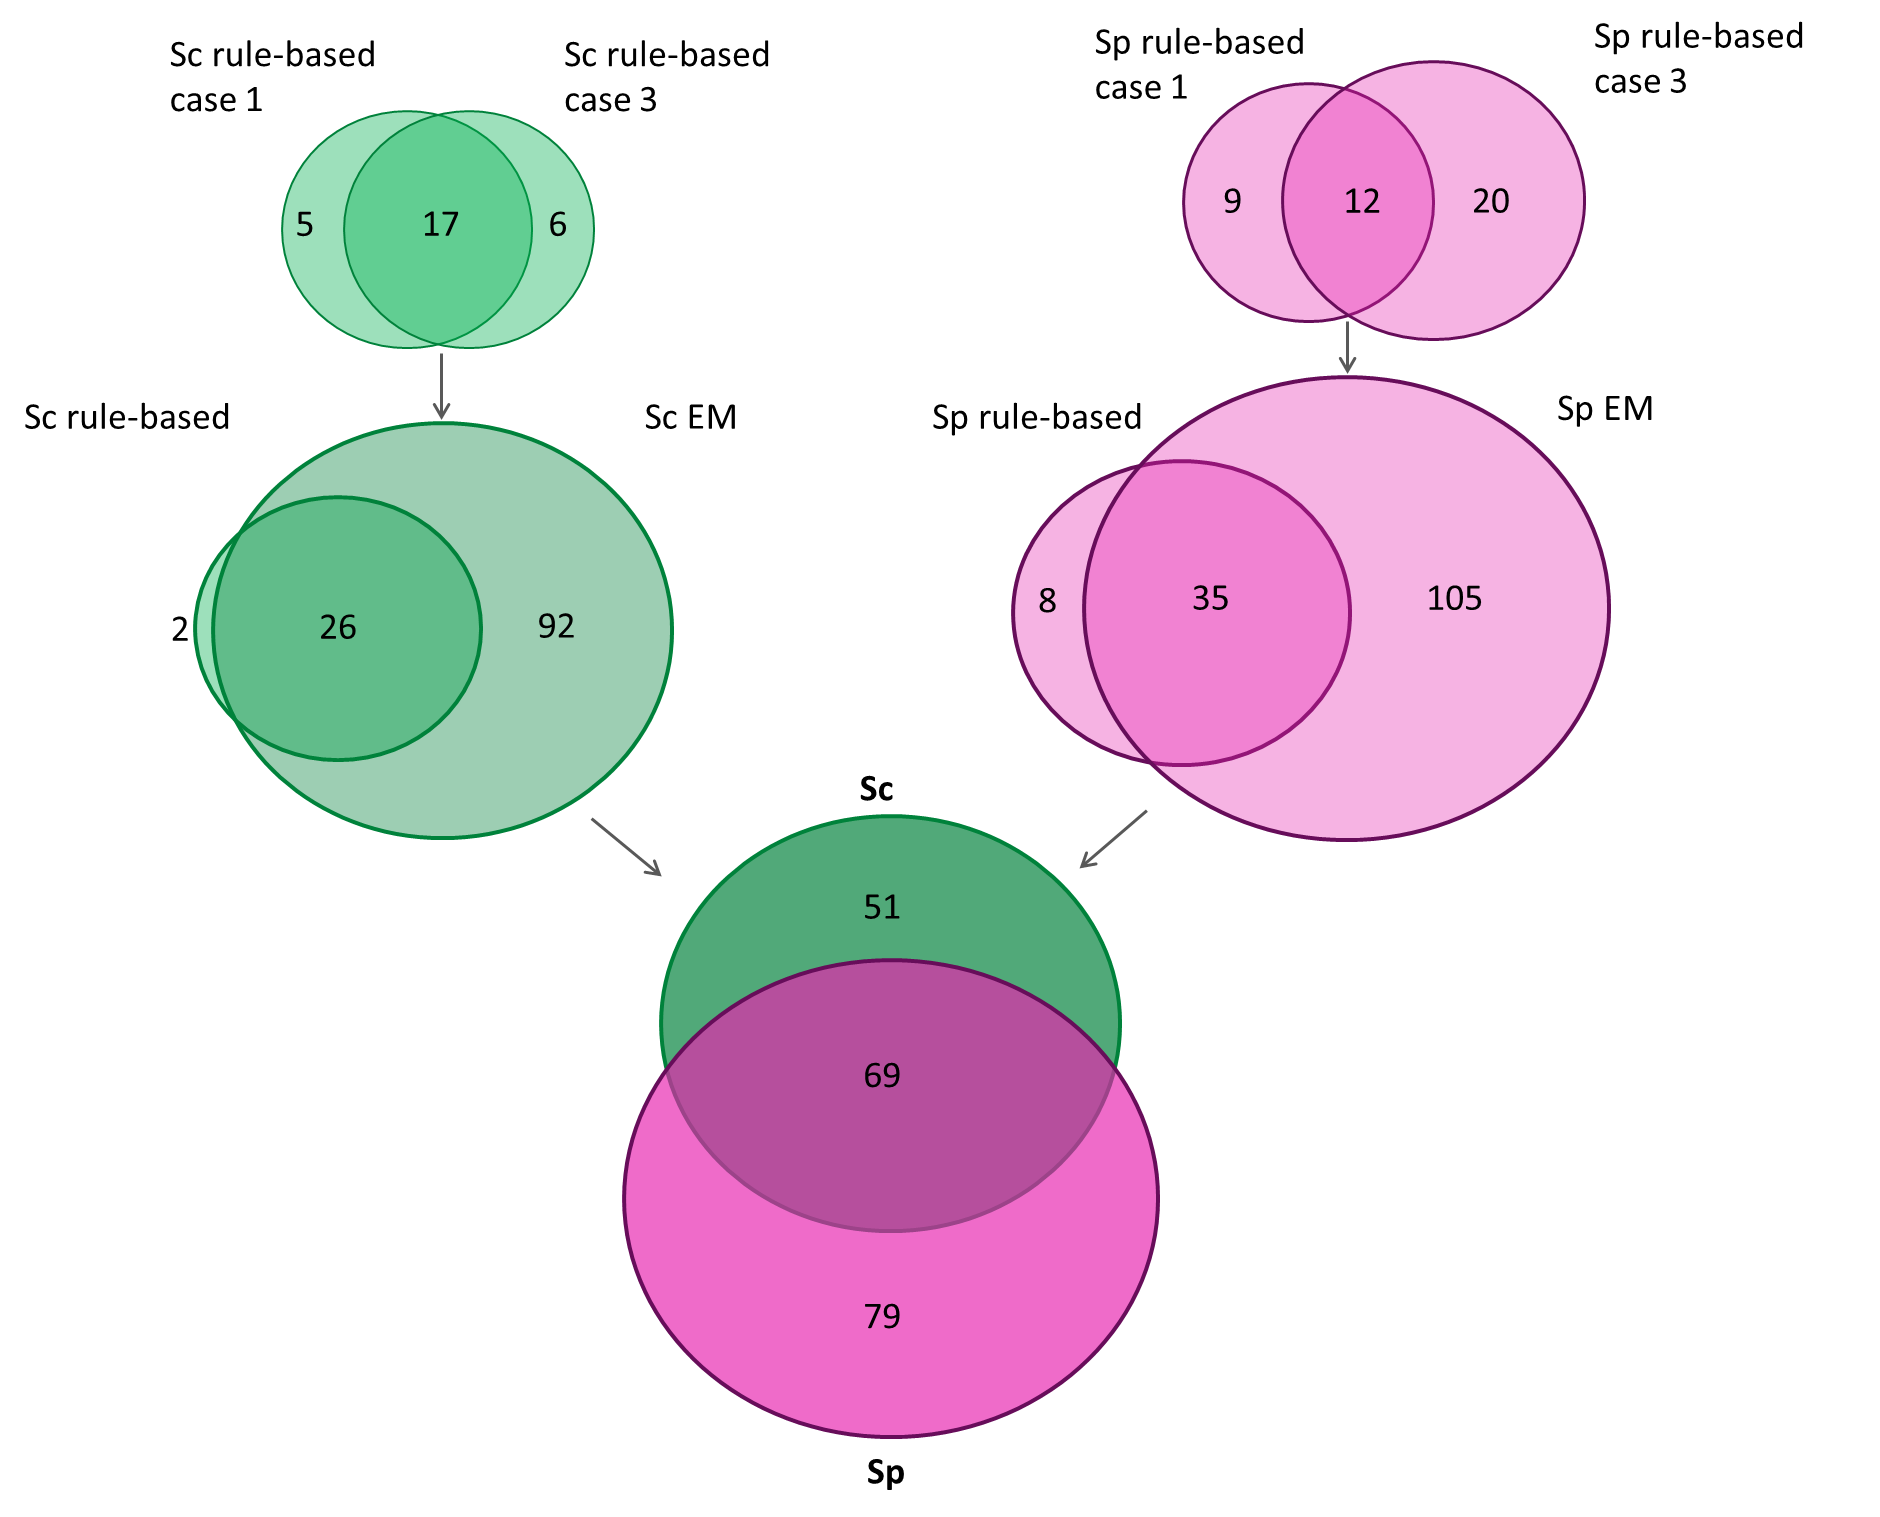 Sc rule-based
case 1
Sc rule-based
case 3
5
17
6
Sp rule-based
case 1
Sp rule-based
case 3
9
12
20
Sc rule-based
Sc EM
2
26
92
Sp rule-based
Sp EM
8
35
105
Sc
51
69
79
Sp